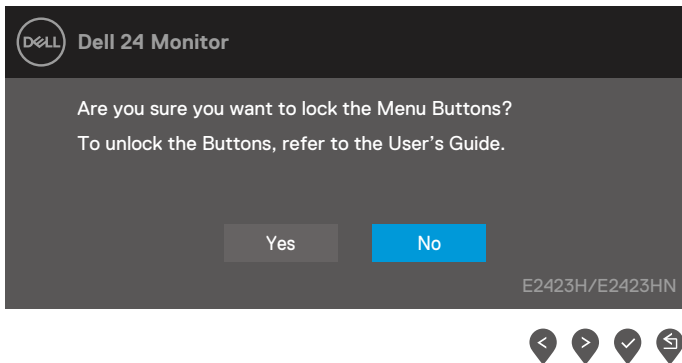 DELL
Dell 24 Monitor
Are you sure you want to lock the Menu Buttons?
To unlock the Buttons, refer to the User's Guide.
Yes No
E2423H/E2423HN